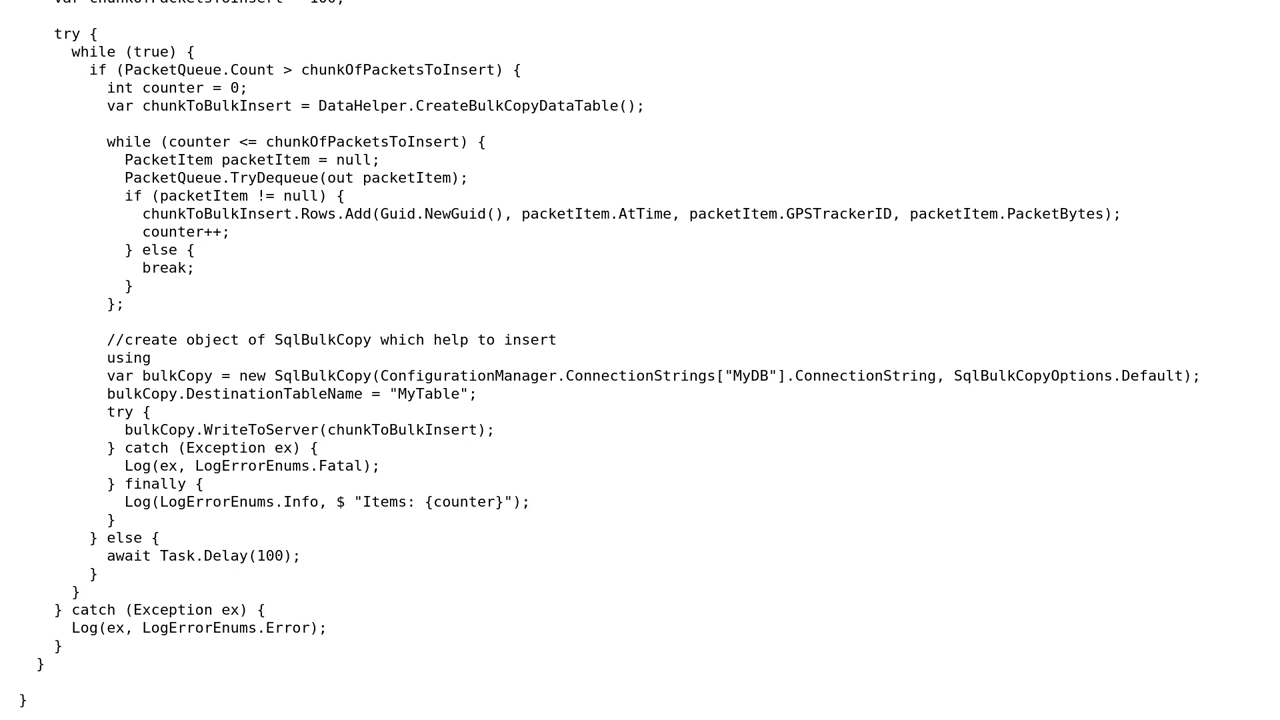 var chunkOfPacketsToInsert = 100;
try {
while (true) {
if (PacketQueue.Count > chunkOfPacketsToInsert) {
int counter = 0;
var chunkToBulkInsert = DataHelper.CreateBulkCopyDataTable();
while (counter <= chunkOfPacketsToInsert) {
PacketItem packetItem = null;
PacketQueue.TryDequeue(out packetItem);
if (packetItem != null) {
chunkToBulkInsert.Rows.Add(Guid.NewGuid(), packetItem.AtTime, packetItem.GPSTrackerID, packetItem.PacketBytes);
counter++;
} else {
break;
}
};
//create object of SqlBulkCopy which help to insert
using
var bulkCopy = new SqlBulkCopy(ConfigurationManager.ConnectionStrings["MyDB"].ConnectionString, SqlBulkCopyOptions.Default);
bulkCopy.DestinationTableName = "MyTable";
try {
bulkCopy.WriteToServer(chunkToBulkInsert);
} catch (Exception ex) {
Log(ex, LogErrorEnums.Fatal);
} finally {
Log(LogErrorEnums.Info, $ "Items: {counter}");
}
} else {
await Task.Delay(100);
}
}
} catch (Exception ex) {
Log(ex, LogErrorEnums.Error);
}
}
}